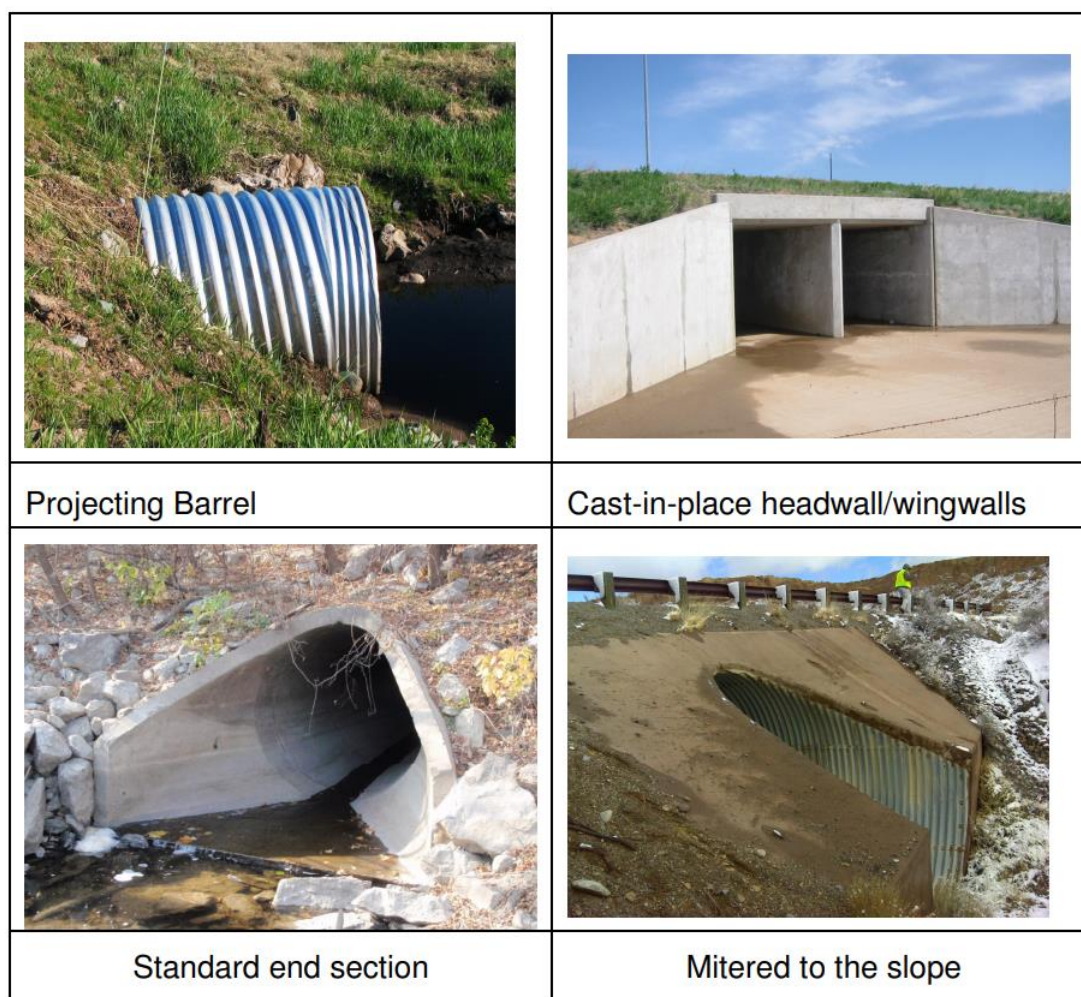 Projecting Barrel
Cast-in-place headwall/wingwalls
Standard end section
Mitered to the slope